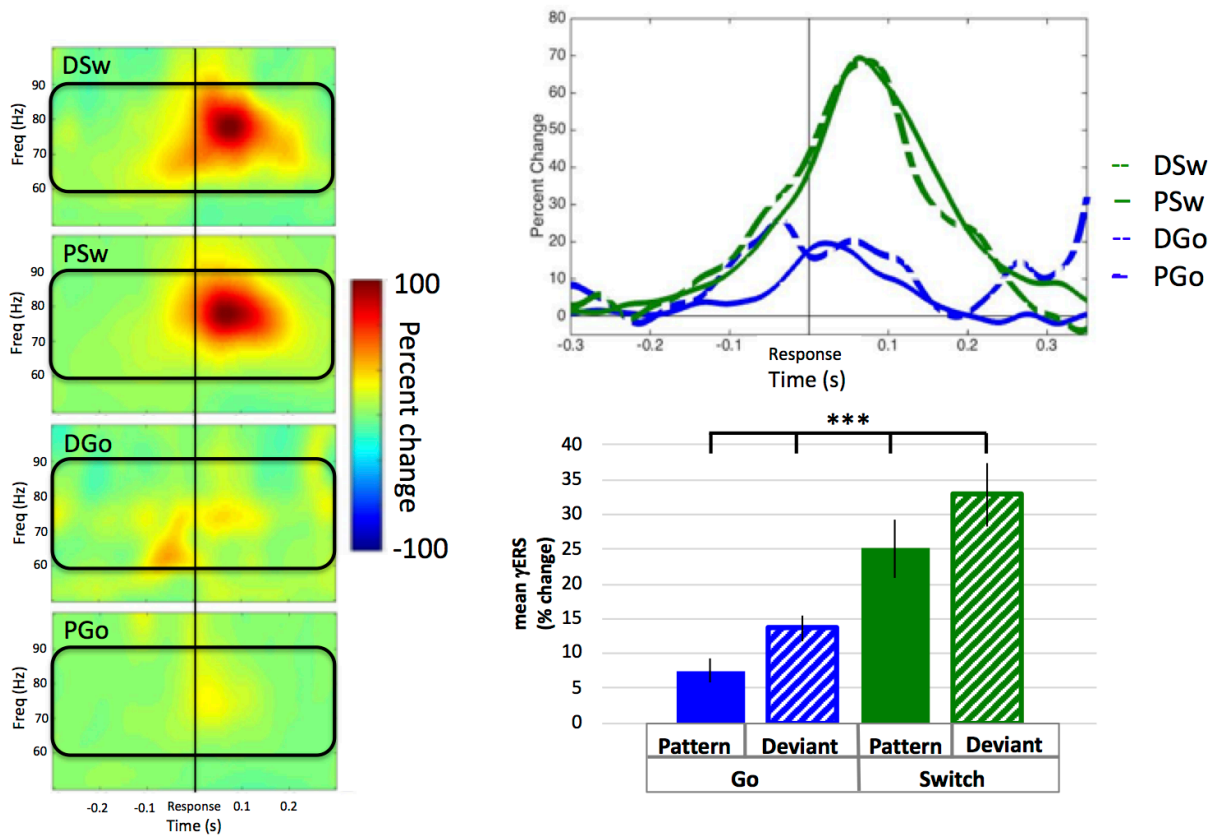 DSw
90
80
70
60
Freq (Hz)
PSw
90
80
70
60
Freq (Hz)
DGo
90
80
70
60
Freq (Hz)
PGo
90
80
70
60
Freq (Hz)
-0.2 -0.1 Response 0.1 0.2
Time (s)
100
Percent change
-100
80
70
60
50
40
30
20
10
0
Percent Change
-0.3 -0.2 -0.1 Response 0.1 0.2 0.3
Time (s)
DSw
PSw
DGo
PGo
***
40
35
30
25
20
15
10
5
0
mean γERS
(% change)
Pattern Deviant Pattern Deviant
Go Switch